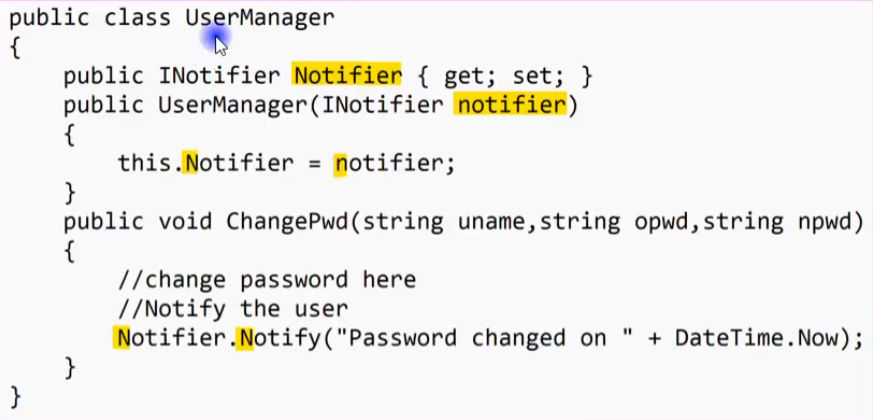 public class UserManager
{
    public INotifier Notifier { get; set; }
    public UserManager(INotifier notifier)
    {
        this.Notifier = notifier;
    }
    public void ChangePwd(string uname,string opwd,string npwd)
    {
        //change password here
        //Notify the user
        Notifier.Notify("Password changed on " + DateTime.Now);
    }
}